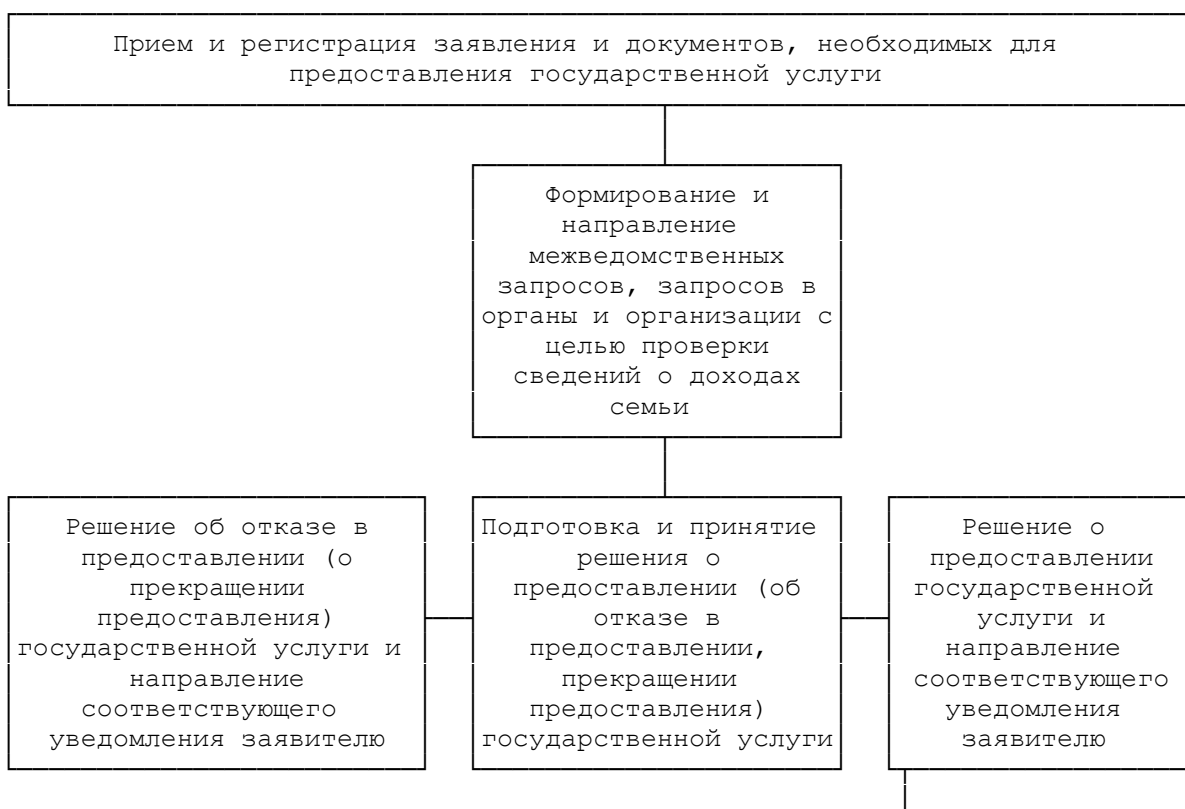 Прием и регистрация заявления и документов, необходимых для
предоставления государственной услуги
Формирование и
направление
межведомственных
запросов, запросов в
органы и организации с
целью проверки
сведений о доходах
семьи
Решение об отказе в
предоставлении (о
прекращении
предоставления)
государственной услуги и
направление
соответствующего
уведомления заявителю
Подготовка и принятие
решения о
предоставлении (об
отказе в
предоставлении,
прекращении
предоставления)
государственной услуги
Решение о
предоставлении
государственной
услуги и
направление
соответствующего
уведомления
заявителю